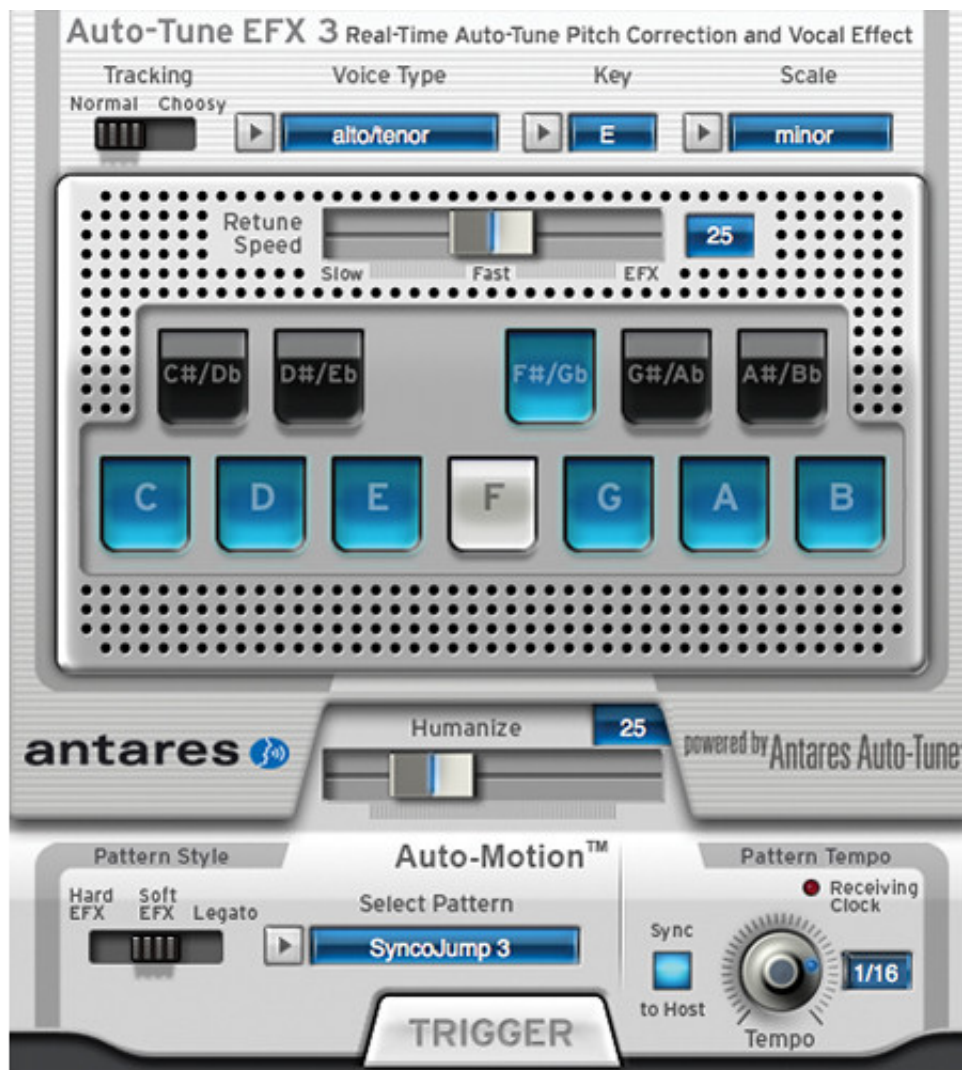 Auto-Tune EFX 3 Real-Time Auto-Tune Pitch Correction and Vocal Effect
Tracking Voice Type Key Scale
Normal Choosy
alto/tenor E minor
Retune
Speed
25
Slow Fast EFX
C#/Db D#/Eb F#/Gb G#/Ab A#/Bb
C D E F G A B
Humanize 25
antares powered by Antares Auto-Tune
Pattern Style Auto-Motion™ Pattern Tempo
Hard
EFX
Soft
EFX
Legato
Select Pattern
SyncoJump 3
Receiving
Clock
Sync
to Host
1/16
Tempo
TRIGGER